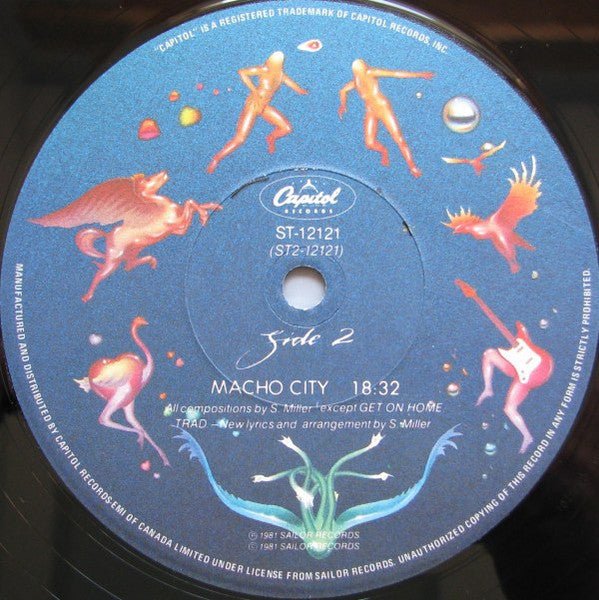 "CAPITOL" IS A REGISTERED TRADEMARK OF CAPITOL RECORDS, INC.
Capitol
RECORDS
ST-12121
(ST2-12121)
Side 2
MACHO CITY 18:32
All compositions by S. Miller except GET ON HOME
TRAD - New lyrics and arrangement by S. Miller
℗ 1981 SAILOR RECORDS
© 1981 SAILOR RECORDS
MANUFACTURED AND DISTRIBUTED BY CAPITOL RECORDS-EMI OF CANADA LIMITED UNDER LICENSE FROM SAILOR RECORDS. UNAUTHORIZED COPYING OF THIS RECORD IN ANY FORM IS STRICTLY PROHIBITED.